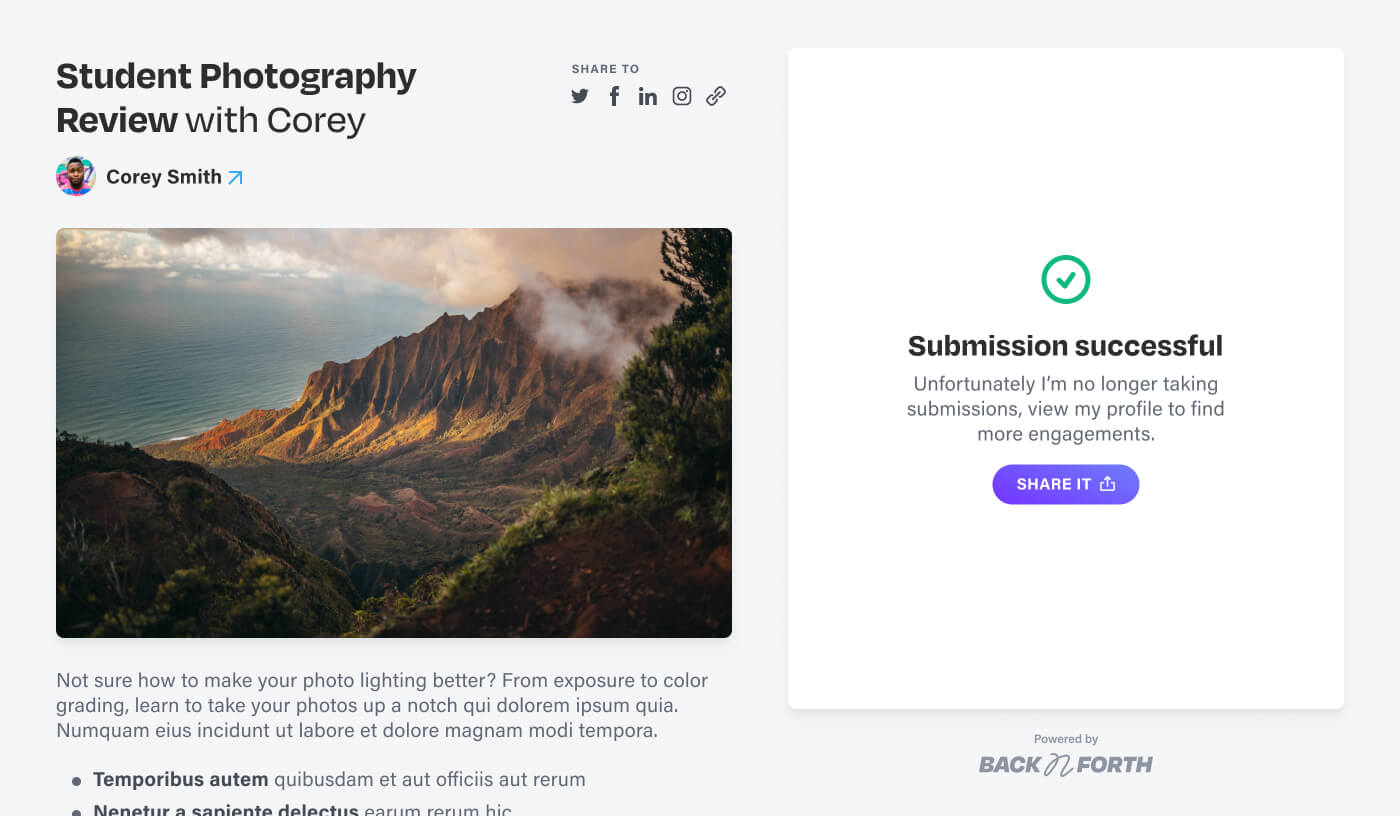 Student Photography
Review with Corey
SHARE TO
Corey Smith
Not sure how to make your photo lighting better? From exposure to color
grading, learn to take your photos up a notch qui dolorem ipsum quia.
Numquam eius incidunt ut labore et dolore magnam modi tempora.
Temporibus autem quibusdam et aut officiis aut rerum
Nenetur a sapiente delectus earum rerum hic
Submission successful
Unfortunately I’m no longer taking
submissions, view my profile to find
more engagements.
SHARE IT
Powered by
BACK N FORTH